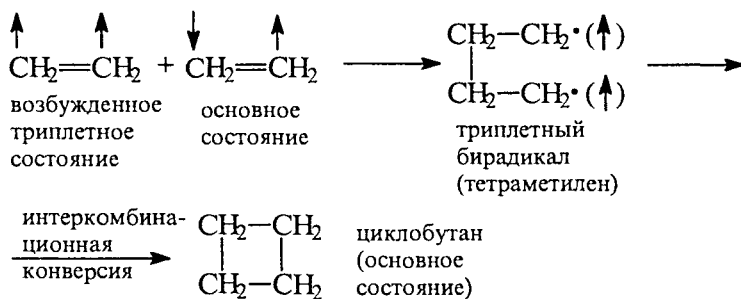 CH₂=CH₂ + CH₂=CH₂
CH₂–CH₂•(↑)
CH₂–CH₂•(↑)
возбужденное
триплетное
состояние
основное
состояние
триплетный
бирадикал
(тетраметилен)
интеркомбина-
ционная
конверсия
CH₂–CH₂
CH₂–CH₂
циклобутан
(основное
состояние)